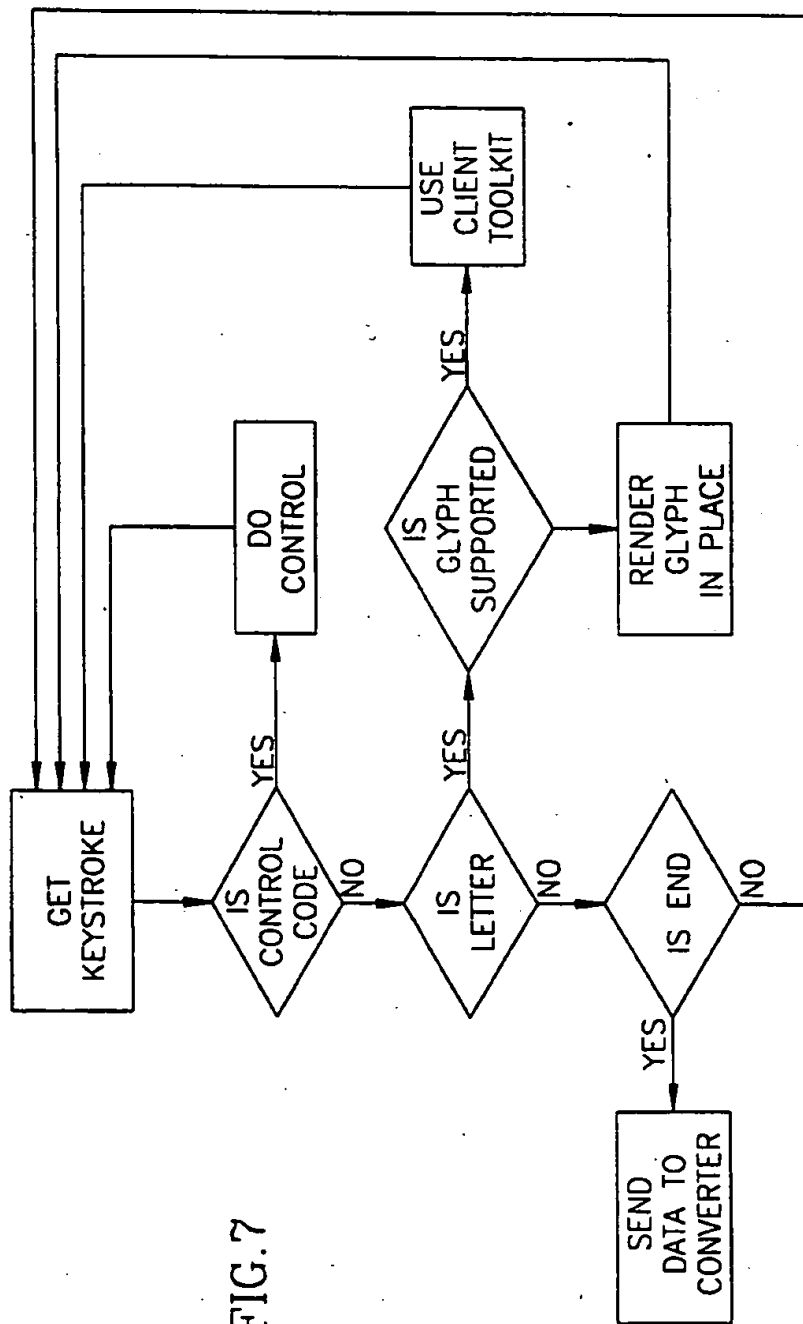 GET
KEYSTROKE
IS
CONTROL
CODE
YES
DO
CONTROL
NO
IS
LETTER
YES
IS
GLYPH
SUPPORTED
YES
USE
CLIENT
TOOLKIT
RENDER
GLYPH
IN PLACE
NO
IS END
YES
NO
SEND
DATA TO
CONVERTER
FIG.7